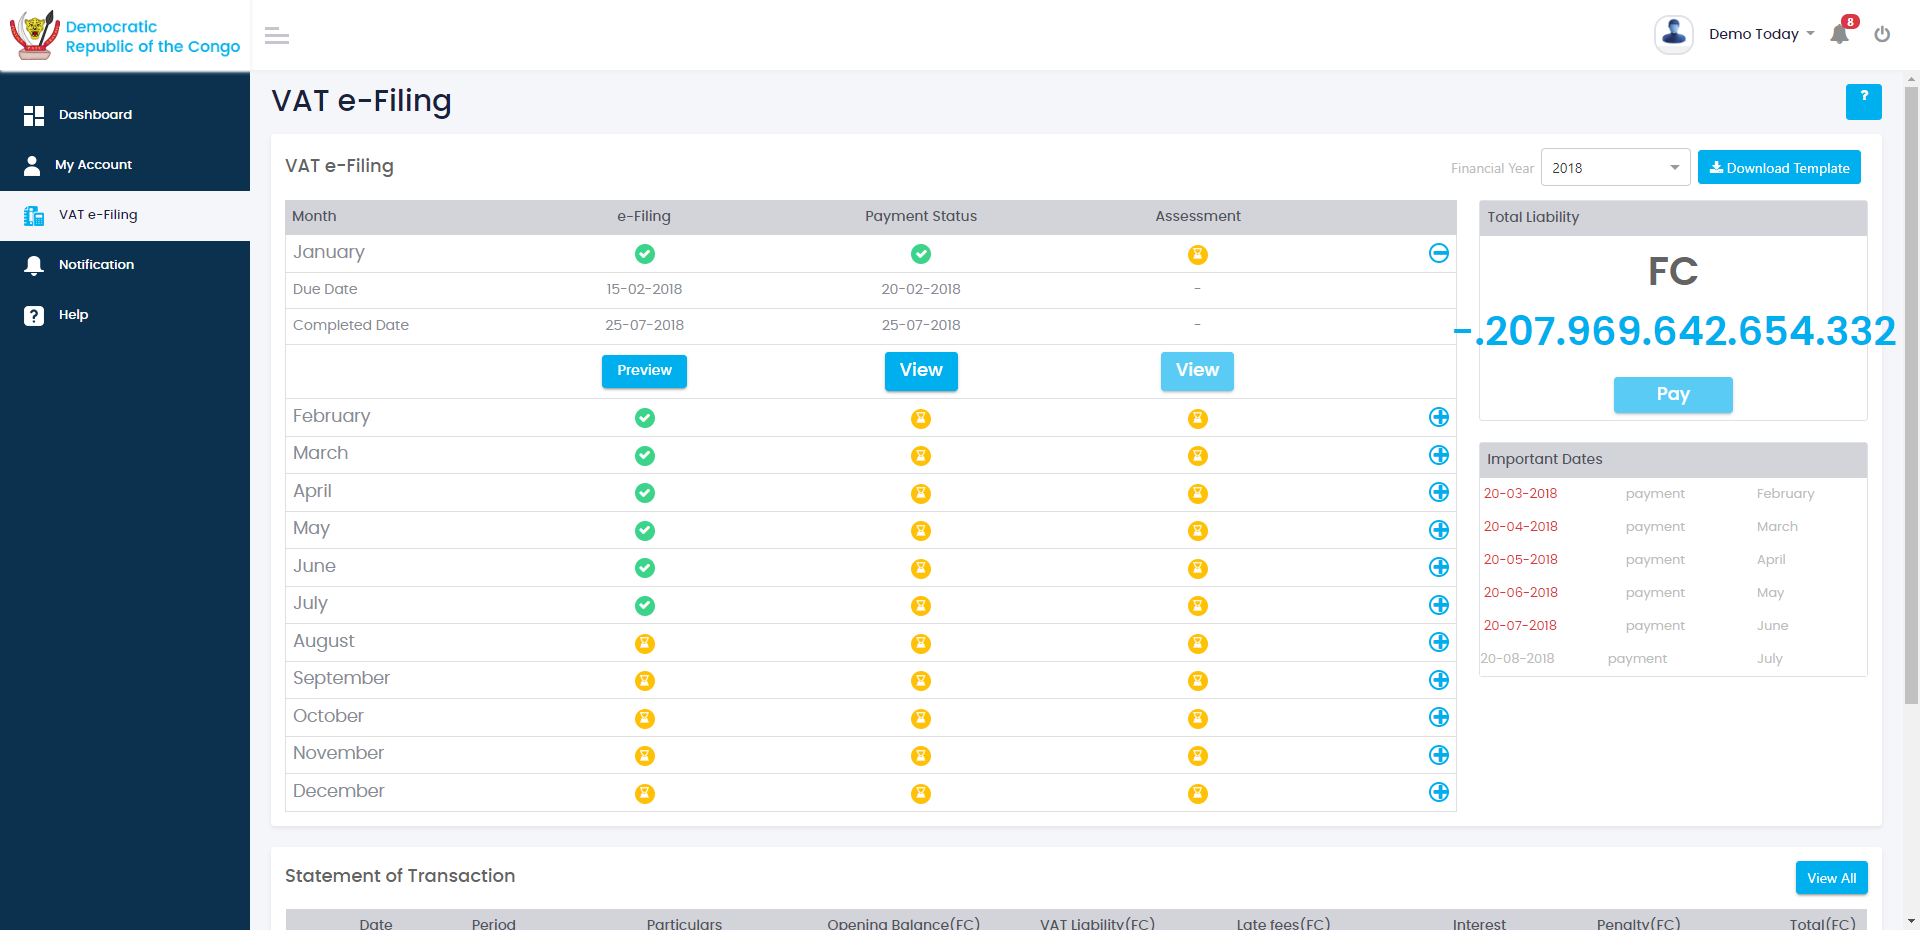 Democratic
Republic of the Congo
Demo Today
8
Dashboard
My Account
VAT e-Filing
Notification
? Help
VAT e-Filing
?
VAT e-Filing
Financial Year 2018 Download Template
Month e-Filing Payment Status Assessment
January
Due Date 15-02-2018 20-02-2018 -
Completed Date 25-07-2018 25-07-2018 -
Preview View View
February
March
April
May
June
July
August
September
October
November
December
Total Liability
FC
-.207.969.642.654.332
Pay
Important Dates
20-03-2018 payment February
20-04-2018 payment March
20-05-2018 payment April
20-06-2018 payment May
20-07-2018 payment June
20-08-2018 payment July
Statement of Transaction
View All
Date Period Particulars Opening Balance(FC) VAT Liability(FC) Late fees(FC) Interest Penalty(FC) Total(FC)